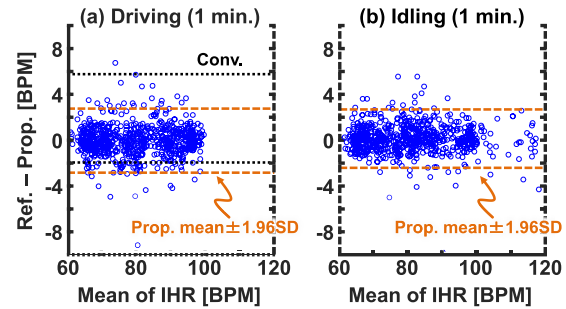 (a) Driving (1 min.)
(b) Idling (1 min.)
Ref. − Prop. [BPM]
8
4
0
-4
-8
Conv.
Prop. mean±1.96SD
60
80
100
120
Mean of IHR [BPM]
8
4
0
-4
-8
Prop. mean±1.96SD
60
80
100
120
Mean of IHR [BPM]